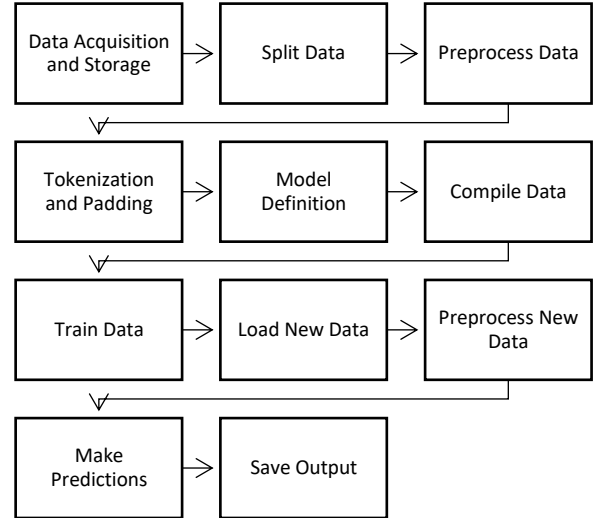 Data Acquisition
and Storage
Split Data
Preprocess Data
Tokenization
and Padding
Model
Definition
Compile Data
Train Data
Load New Data
Preprocess New
Data
Make
Predictions
Save Output